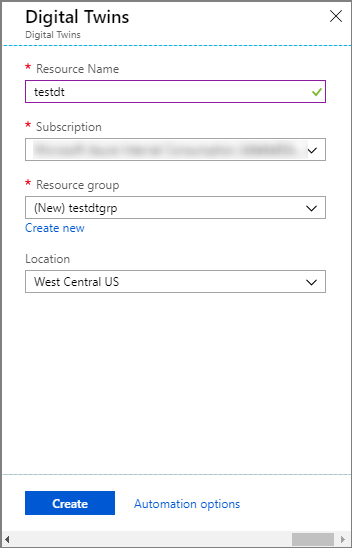 Digital Twins
Digital Twins
* Resource Name
testdt
* Subscription
* Resource group
(New) testdtgrp
Create new
Location
West Central US
Create
Automation options